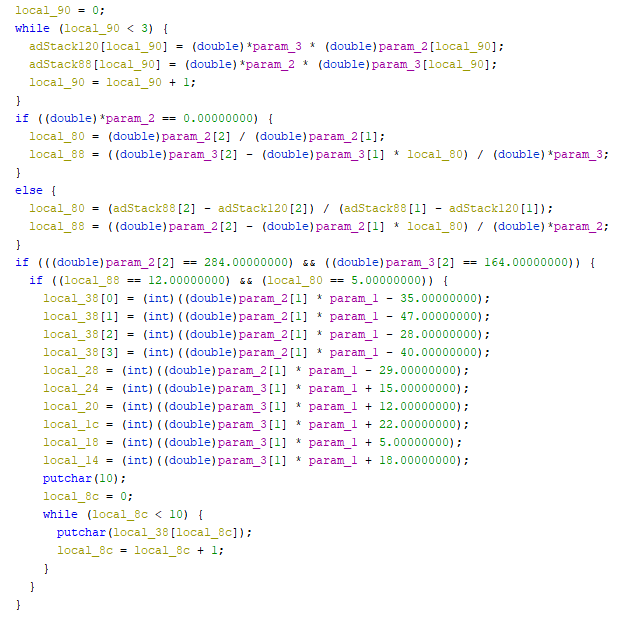 local_90 = 0;
while (local_90 < 3) {
adStack120[local_90] = (double)*param_3 * (double)param_2[local_90];
adStack88[local_90] = (double)*param_2 * (double)param_3[local_90];
local_90 = local_90 + 1;
}
if ((double)*param_2 == 0.00000000) {
local_80 = (double)param_2[2] / (double)param_2[1];
local_88 = ((double)param_3[2] - (double)param_3[1] * local_80) / (double)*param_3;
}
else {
local_80 = (adStack88[2] - adStack120[2]) / (adStack88[1] - adStack120[1]);
local_88 = ((double)param_2[2] - (double)param_2[1] * local_80) / (double)*param_2;
}
if (((double)param_2[2] == 284.00000000) && ((double)param_3[2] == 164.00000000)) {
if ((local_88 == 12.00000000) && (local_80 == 5.00000000)) {
local_38[0] = (int)((double)param_2[1] * param_1 - 35.00000000);
local_38[1] = (int)((double)param_2[1] * param_1 - 47.00000000);
local_38[2] = (int)((double)param_2[1] * param_1 - 28.00000000);
local_38[3] = (int)((double)param_2[1] * param_1 - 40.00000000);
local_28 = (int)((double)param_2[1] * param_1 - 29.00000000);
local_24 = (int)((double)param_3[1] * param_1 + 15.00000000);
local_20 = (int)((double)param_3[1] * param_1 + 12.00000000);
local_1c = (int)((double)param_3[1] * param_1 + 22.00000000);
local_18 = (int)((double)param_3[1] * param_1 + 5.00000000);
local_14 = (int)((double)param_3[1] * param_1 + 18.00000000);
putchar(10);
local_8c = 0;
while (local_8c < 10) {
putchar(local_38[local_8c]);
local_8c = local_8c + 1;
}
}
}